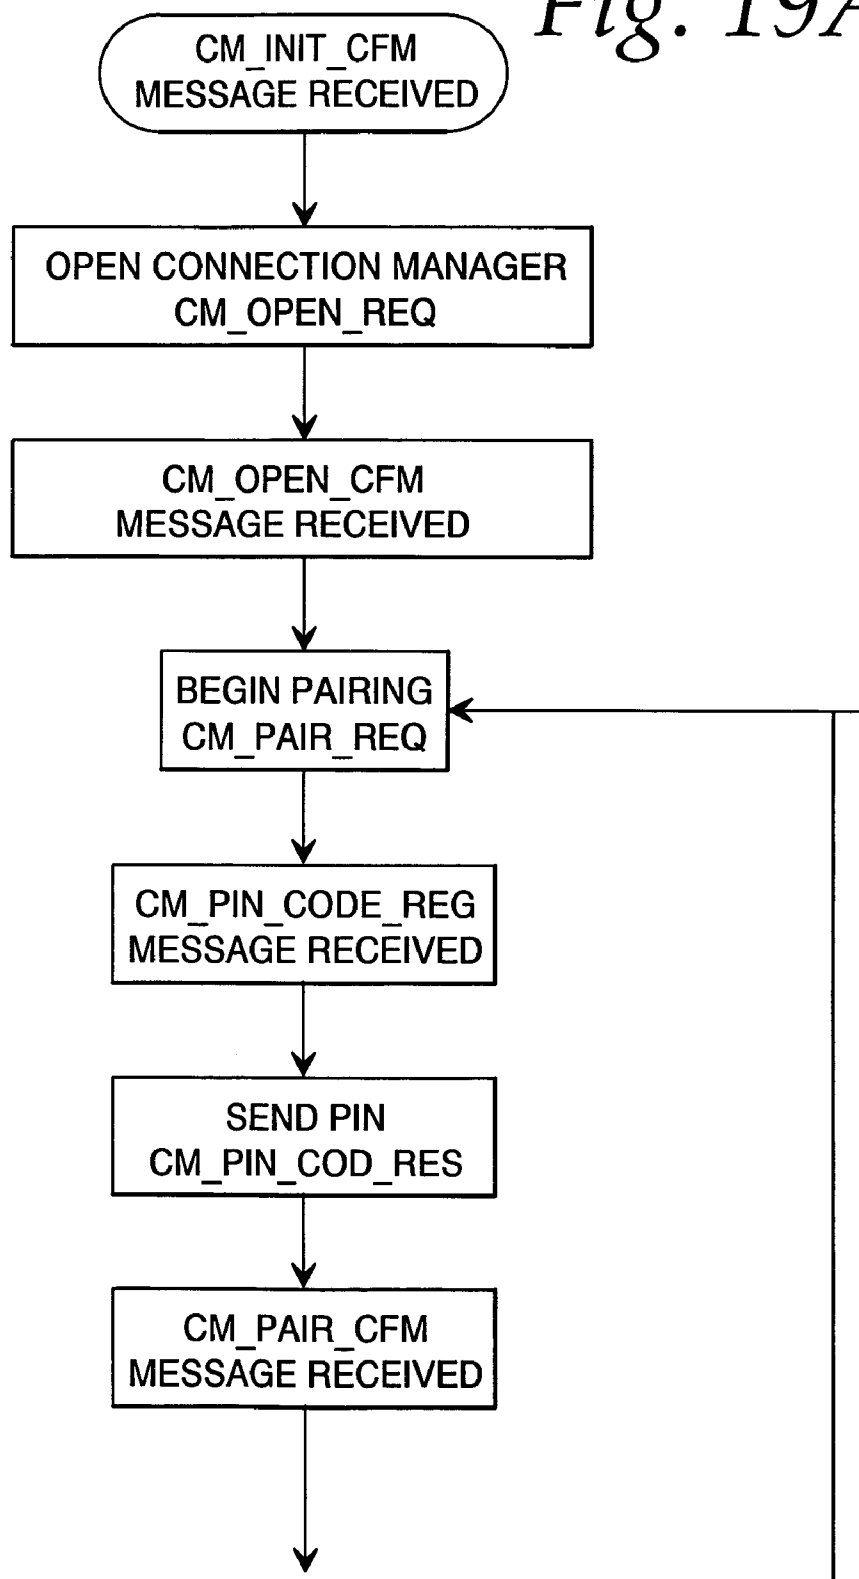 Fig. 19A
CM_INIT_CFM
MESSAGE RECEIVED
OPEN CONNECTION MANAGER
CM_OPEN_REQ
CM_OPEN_CFM
MESSAGE RECEIVED
BEGIN PAIRING
CM_PAIR_REQ
CM_PIN_CODE_REG
MESSAGE RECEIVED
SEND PIN
CM_PIN_COD_RES
CM_PAIR_CFM
MESSAGE RECEIVED